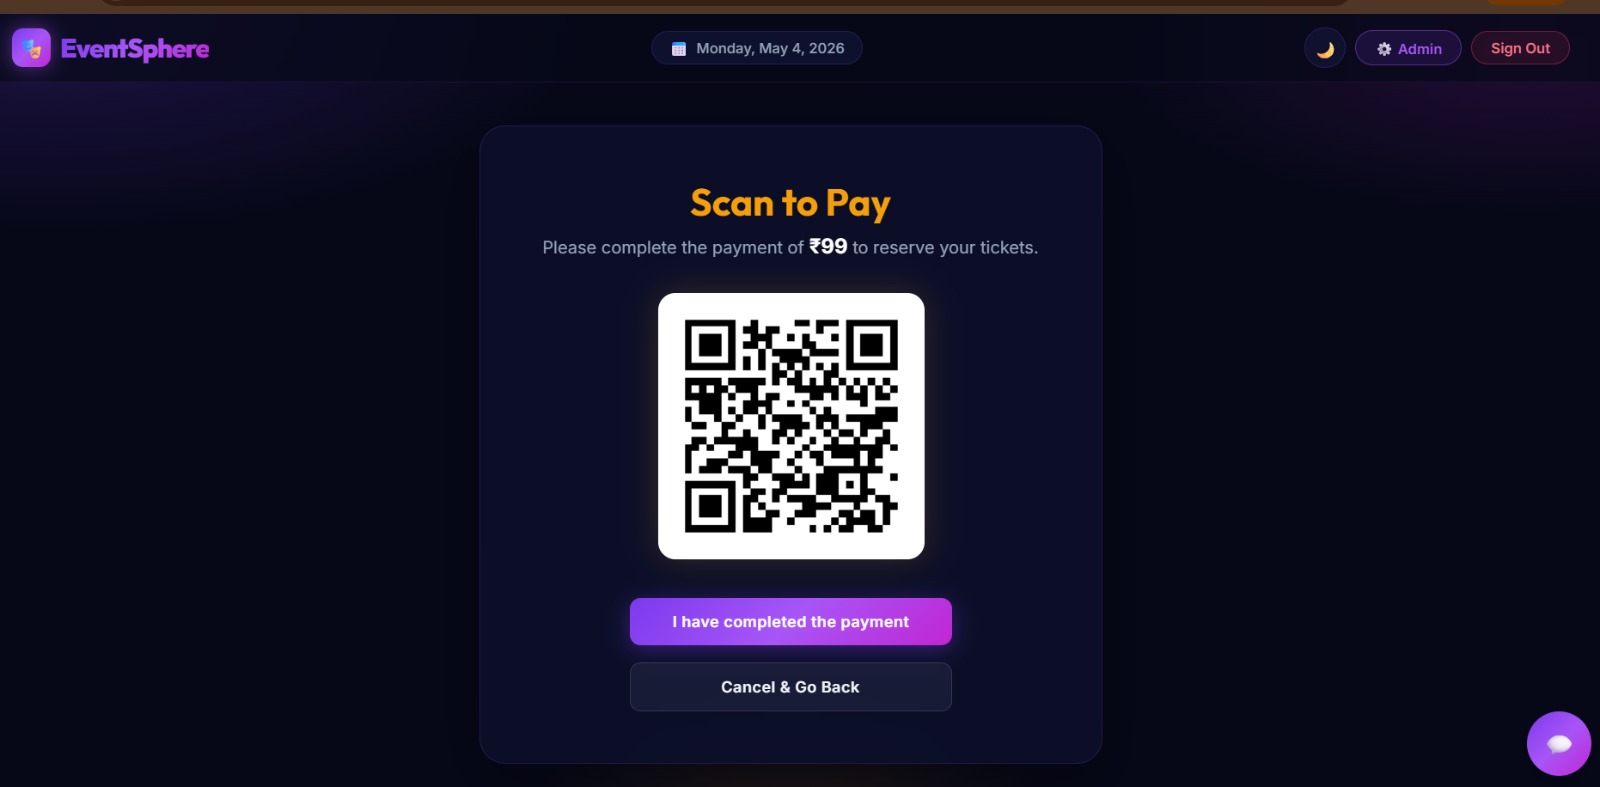 EventSphere
Monday, May 4, 2026
Admin
Sign Out
Scan to Pay
Please complete the payment of ₹99 to reserve your tickets.
I have completed the payment
Cancel & Go Back